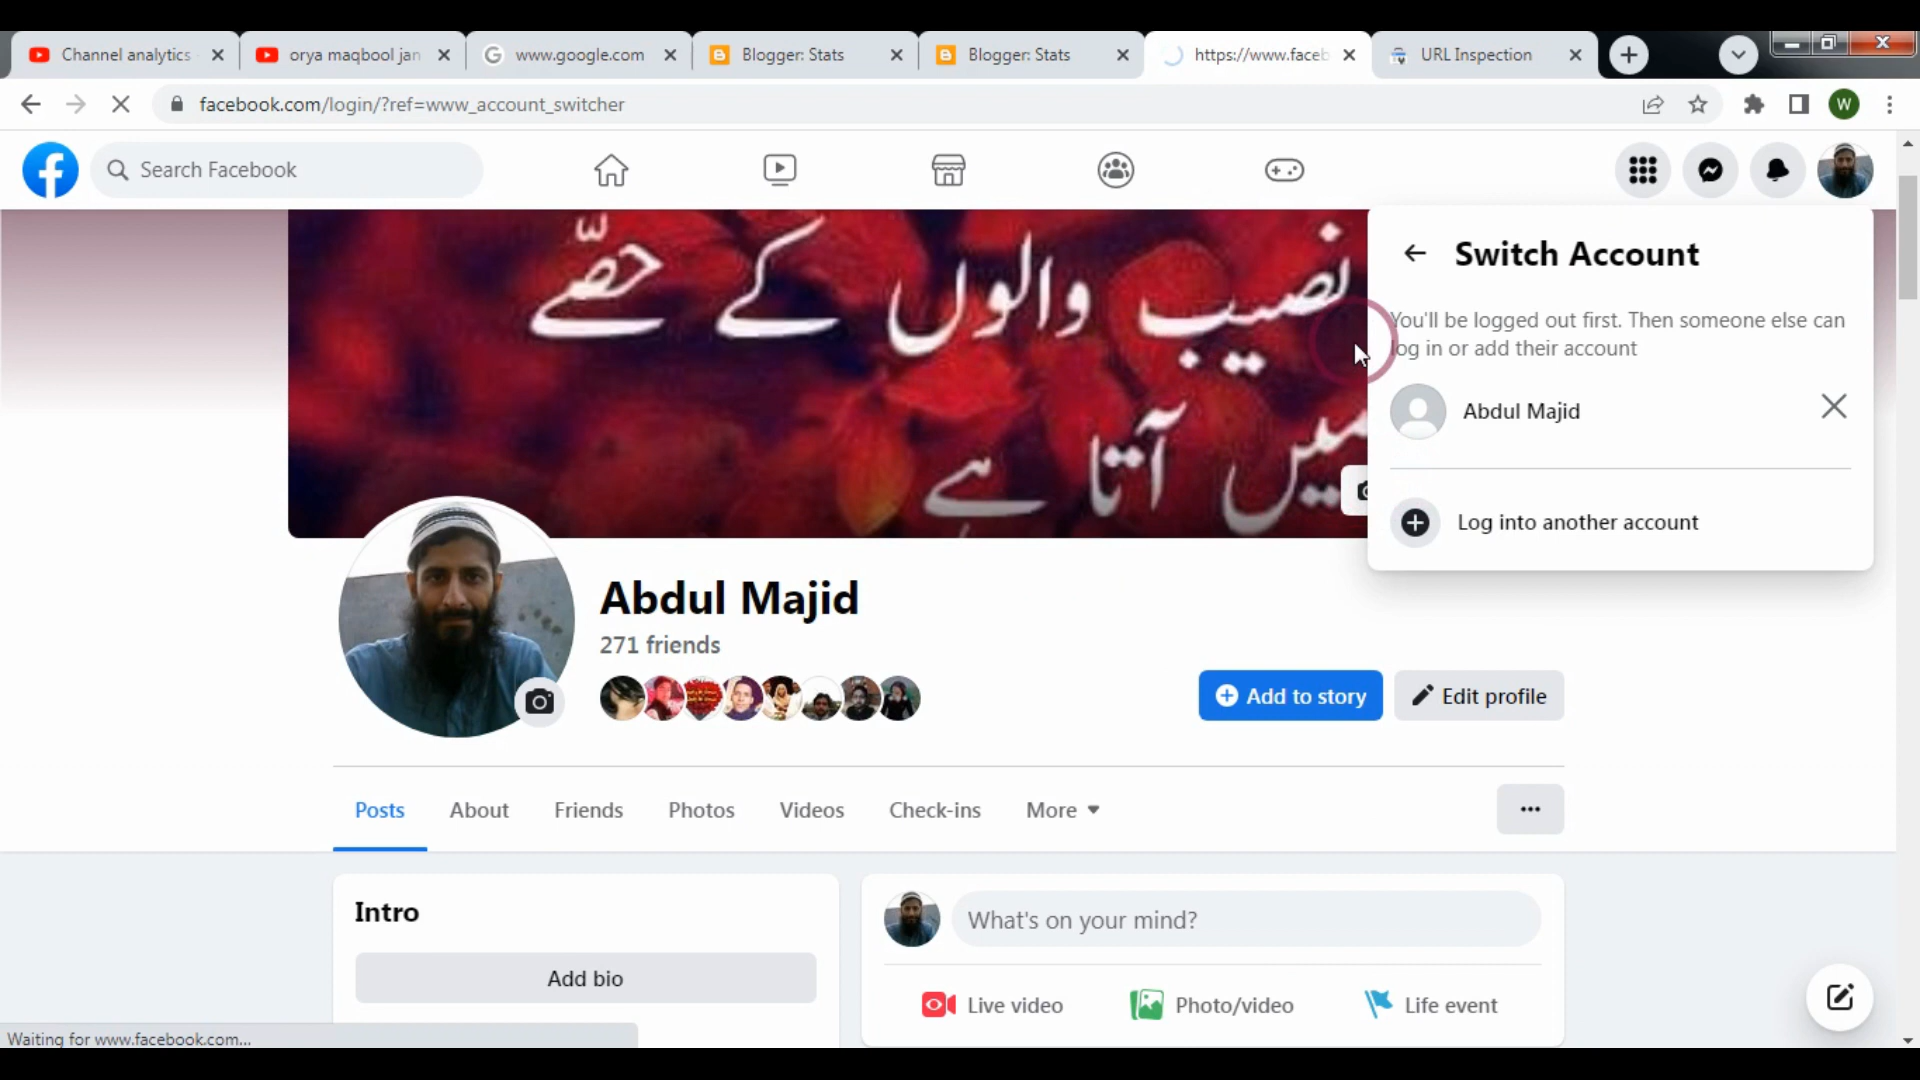 Channel analytics
orya maqbool jan
www.google.com
Blogger: Stats
Blogger: Stats
https://www.faceb
URL Inspection
facebook.com/login/?ref=www_account_switcher
W
Search Facebook
Switch Account
You'll be logged out first. Then someone else can
log in or add their account
Abdul Majid
Log into another account
نصیب والوں کے حصّے
میں آتا ہے
Abdul Majid
271 friends
Add to story
Edit profile
Posts About Friends Photos Videos Check-ins More
Intro
Add bio
What's on your mind?
Live video
Photo/video
Life event
Waiting for www.facebook.com...